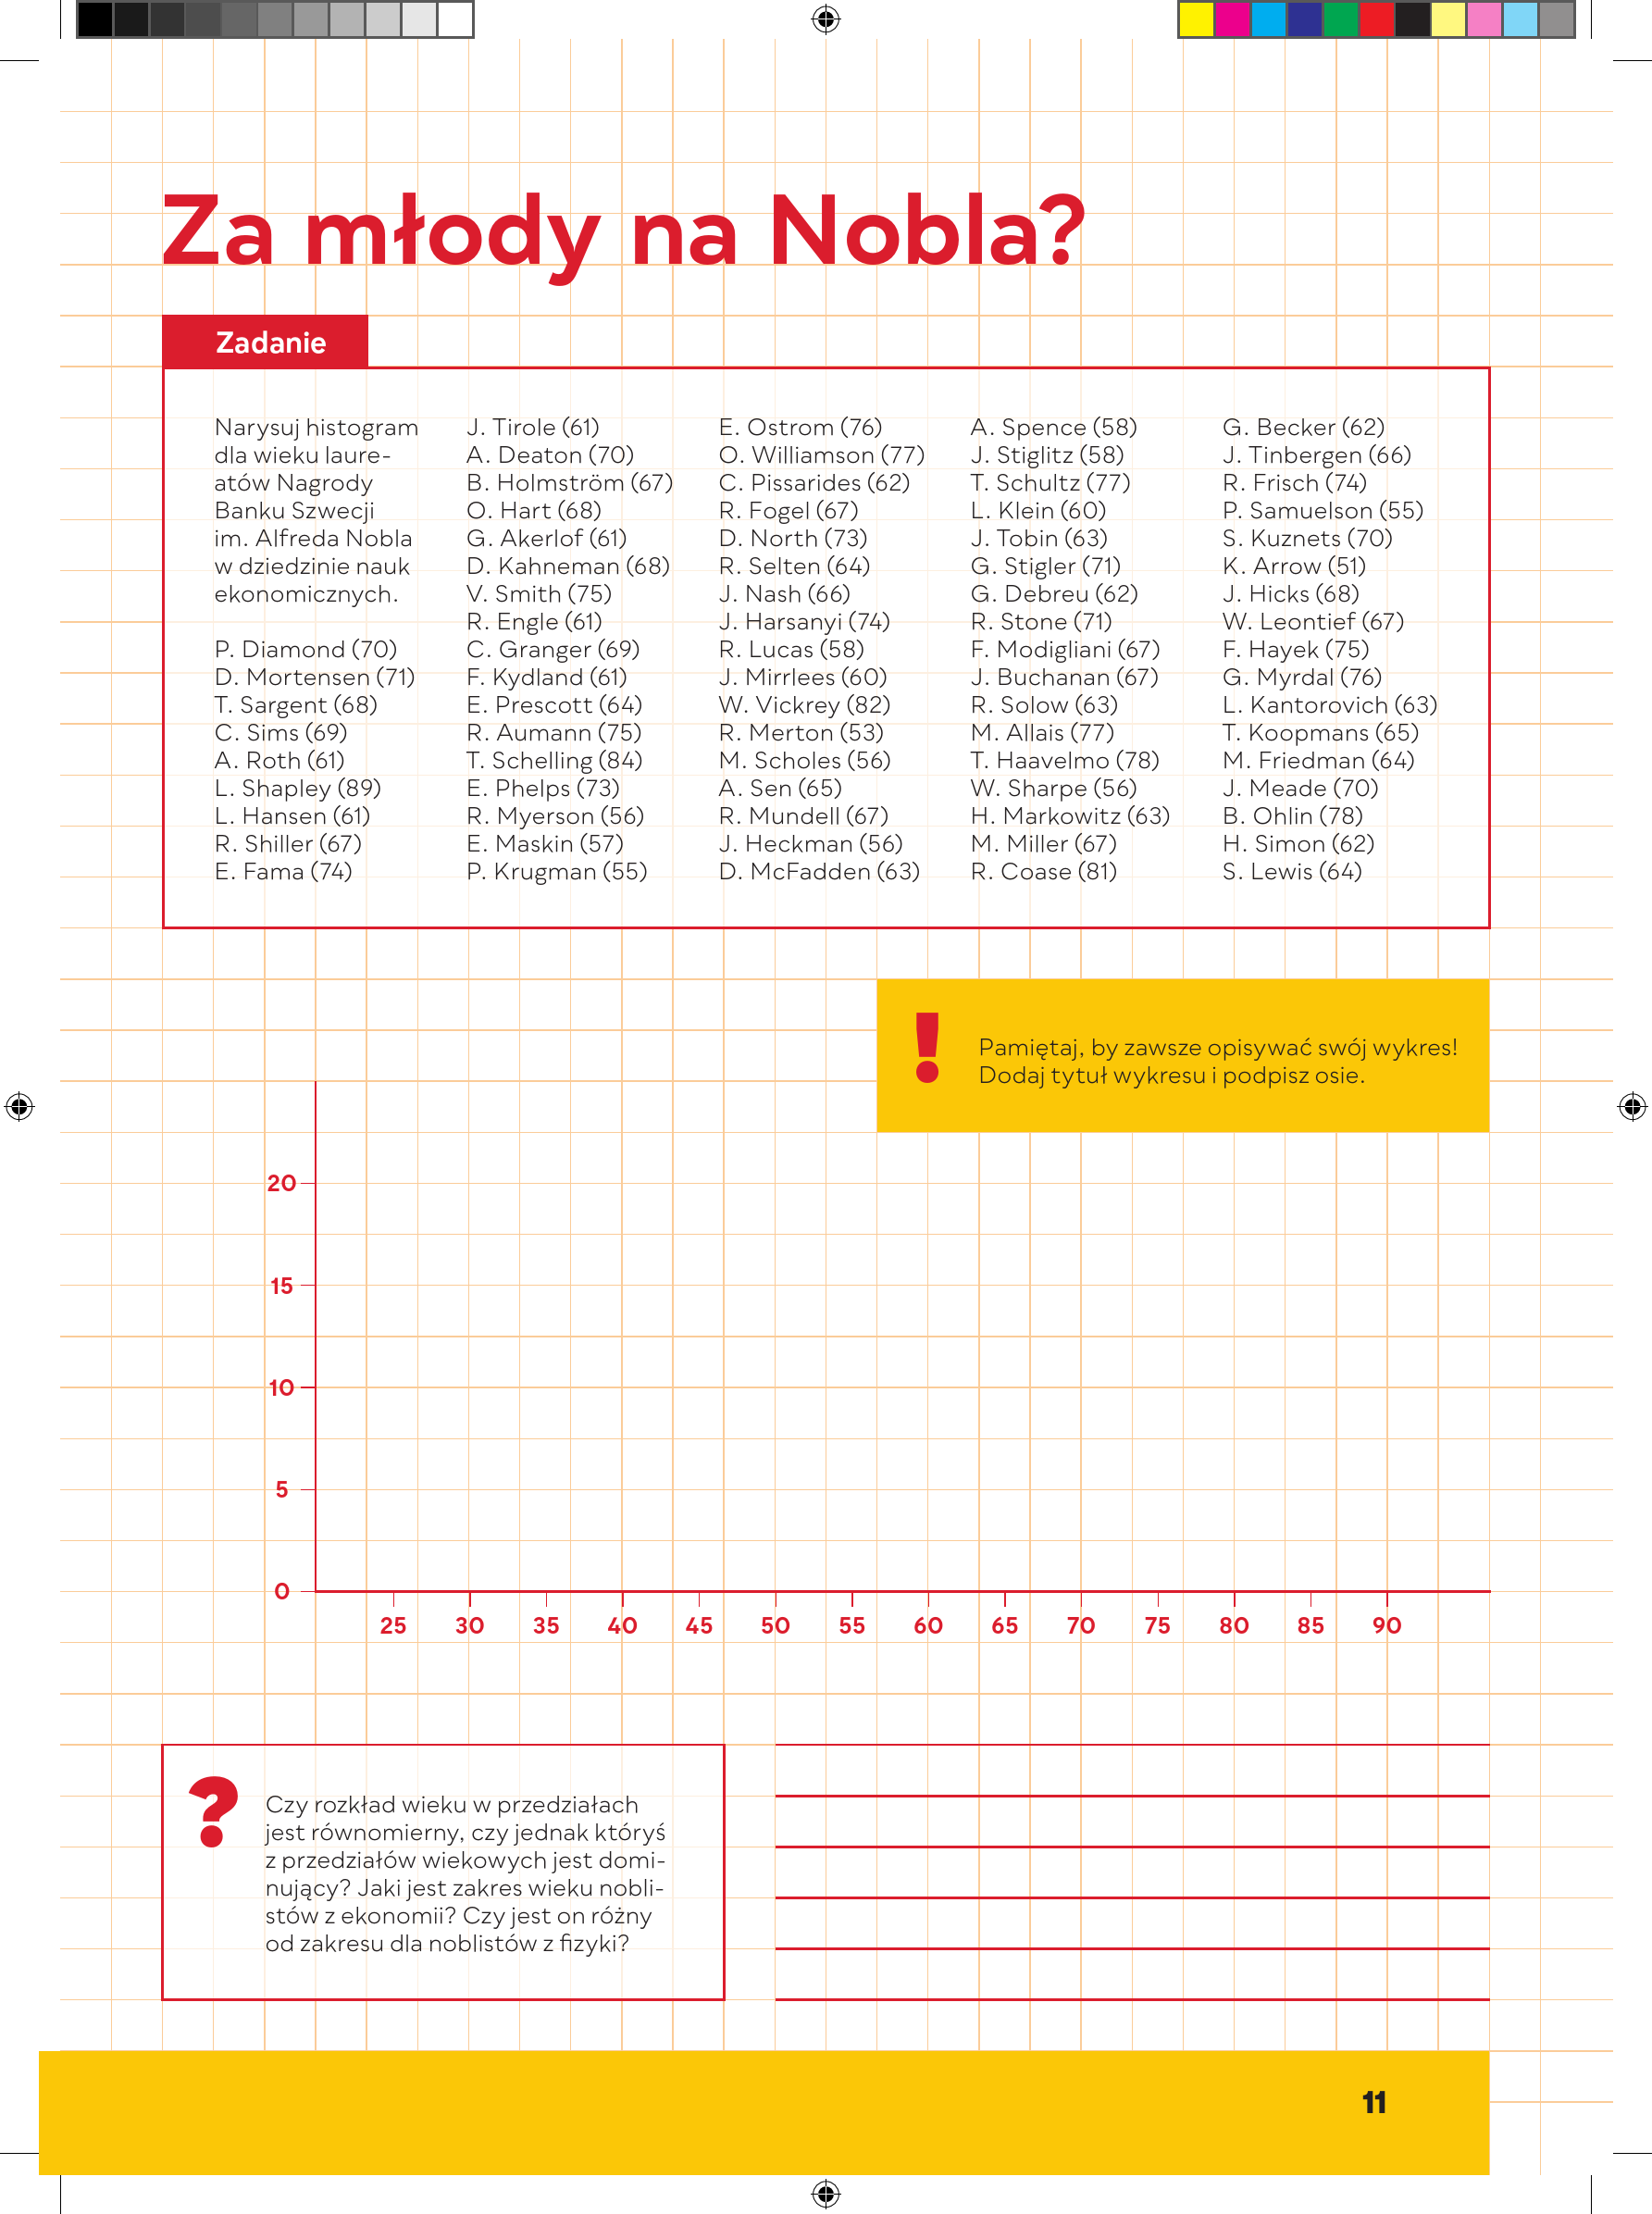 Za młody na Nobla?
Zadanie
Narysuj histogram
dla wieku laure-
atów Nagrody
Banku Szwecji
im. Alfreda Nobla
w dziedzinie nauk
ekonomicznych.
P. Diamond (70)
D. Mortensen (71)
T. Sargent (68)
C. Sims (69)
A. Roth (61)
L. Shapley (89)
L. Hansen (61)
R. Shiller (67)
E. Fama (74)
J. Tirole (61)
A. Deaton (70)
B. Holmström (67)
O. Hart (68)
G. Akerlof (61)
D. Kahneman (68)
V. Smith (75)
R. Engle (61)
C. Granger (69)
F. Kydland (61)
E. Prescott (64)
R. Aumann (75)
T. Schelling (84)
E. Phelps (73)
R. Myerson (56)
E. Maskin (57)
P. Krugman (55)
E. Ostrom (76)
O. Williamson (77)
C. Pissarides (62)
R. Fogel (67)
D. North (73)
R. Selten (64)
J. Nash (66)
J. Harsanyi (74)
R. Lucas (58)
J. Mirrlees (60)
W. Vickrey (82)
R. Merton (53)
M. Scholes (56)
A. Sen (65)
R. Mundell (67)
J. Heckman (56)
D. McFadden (63)
A. Spence (58)
J. Stiglitz (58)
T. Schultz (77)
L. Klein (60)
J. Tobin (63)
G. Stigler (71)
G. Debreu (62)
R. Stone (71)
F. Modigliani (67)
J. Buchanan (67)
R. Solow (63)
M. Allais (77)
T. Haavelmo (78)
W. Sharpe (56)
H. Markowitz (63)
M. Miller (67)
R. Coase (81)
G. Becker (62)
J. Tinbergen (66)
R. Frisch (74)
P. Samuelson (55)
S. Kuznets (70)
K. Arrow (51)
J. Hicks (68)
W. Leontief (67)
F. Hayek (75)
G. Myrdal (76)
L. Kantorovich (63)
T. Koopmans (65)
M. Friedman (64)
J. Meade (70)
B. Ohlin (78)
H. Simon (62)
S. Lewis (64)
!
Pamiętaj, by zawsze opisywać swój wykres!
Dodaj tytuł wykresu i podpisz osie.
20
15
10
5
0
25 30 35 40 45 50 55 60 65 70 75 80 85 90
?
Czy rozkład wieku w przedziałach
jest równomierny, czy jednak któryś
z przedziałów wiekowych jest domi-
nujący? Jaki jest zakres wieku nobli-
stów z ekonomii? Czy jest on różny
od zakresu dla noblistów z fizyki?
11